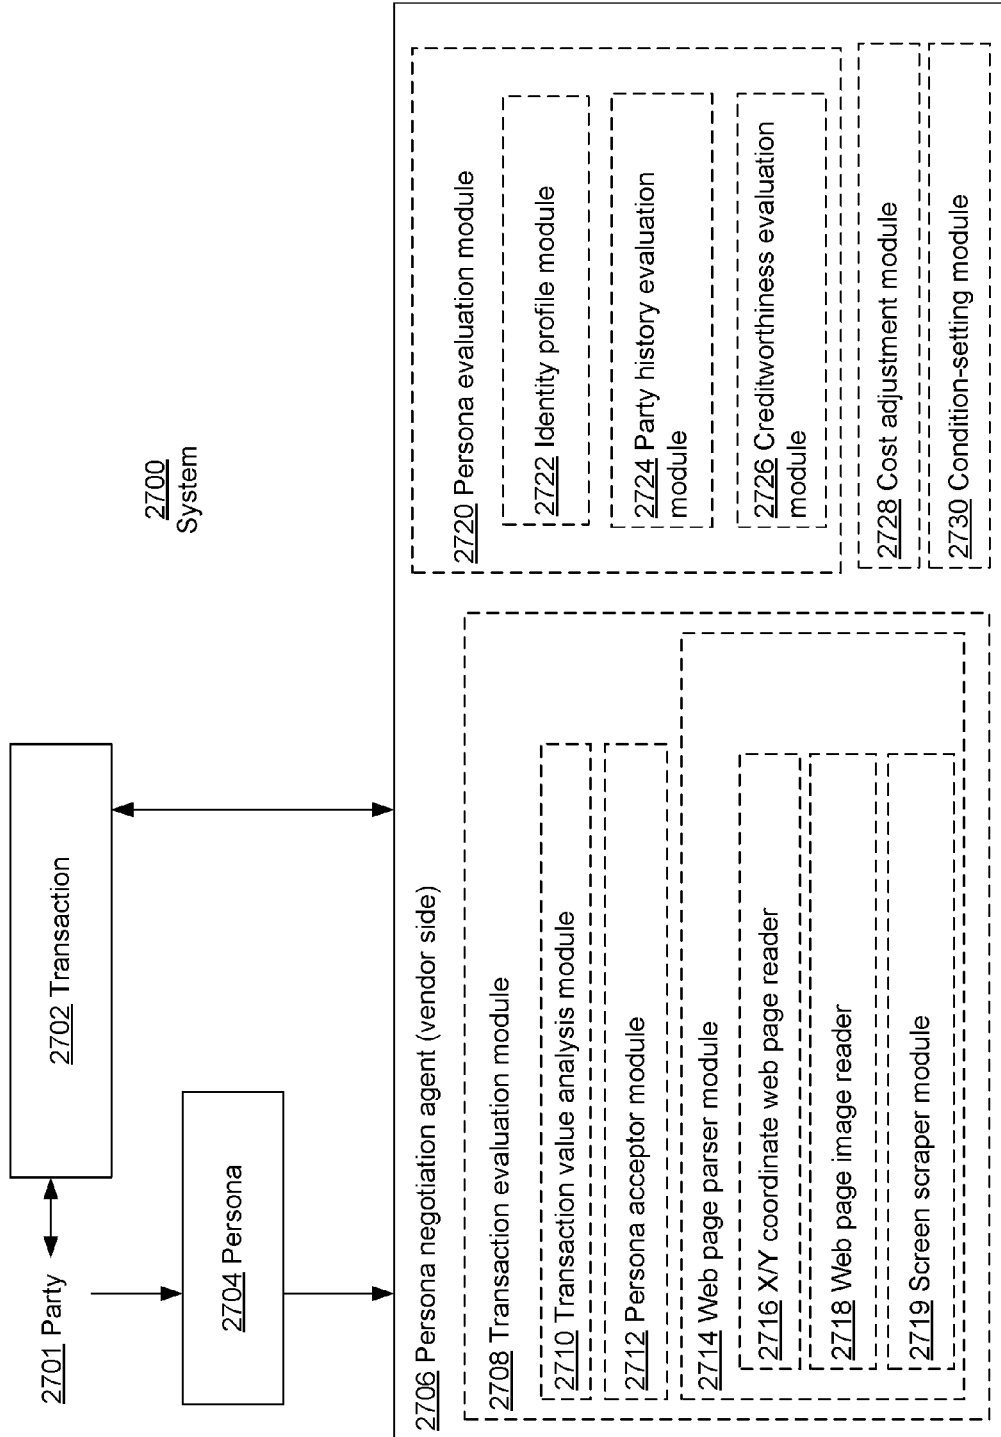 2700
System
2701 Party
2702 Transaction
2704 Persona
2706 Persona negotiation agent (vendor side)
2708 Transaction evaluation module
2710 Transaction value analysis module
2712 Persona acceptor module
2714 Web page parser module
2716 X/Y coordinate web page reader
2718 Web page image reader
2719 Screen scraper module
2720 Persona evaluation module
2722 Identity profile module
2724 Party history evaluation
module
2726 Creditworthiness evaluation
module
2728 Cost adjustment module
2730 Condition-setting module